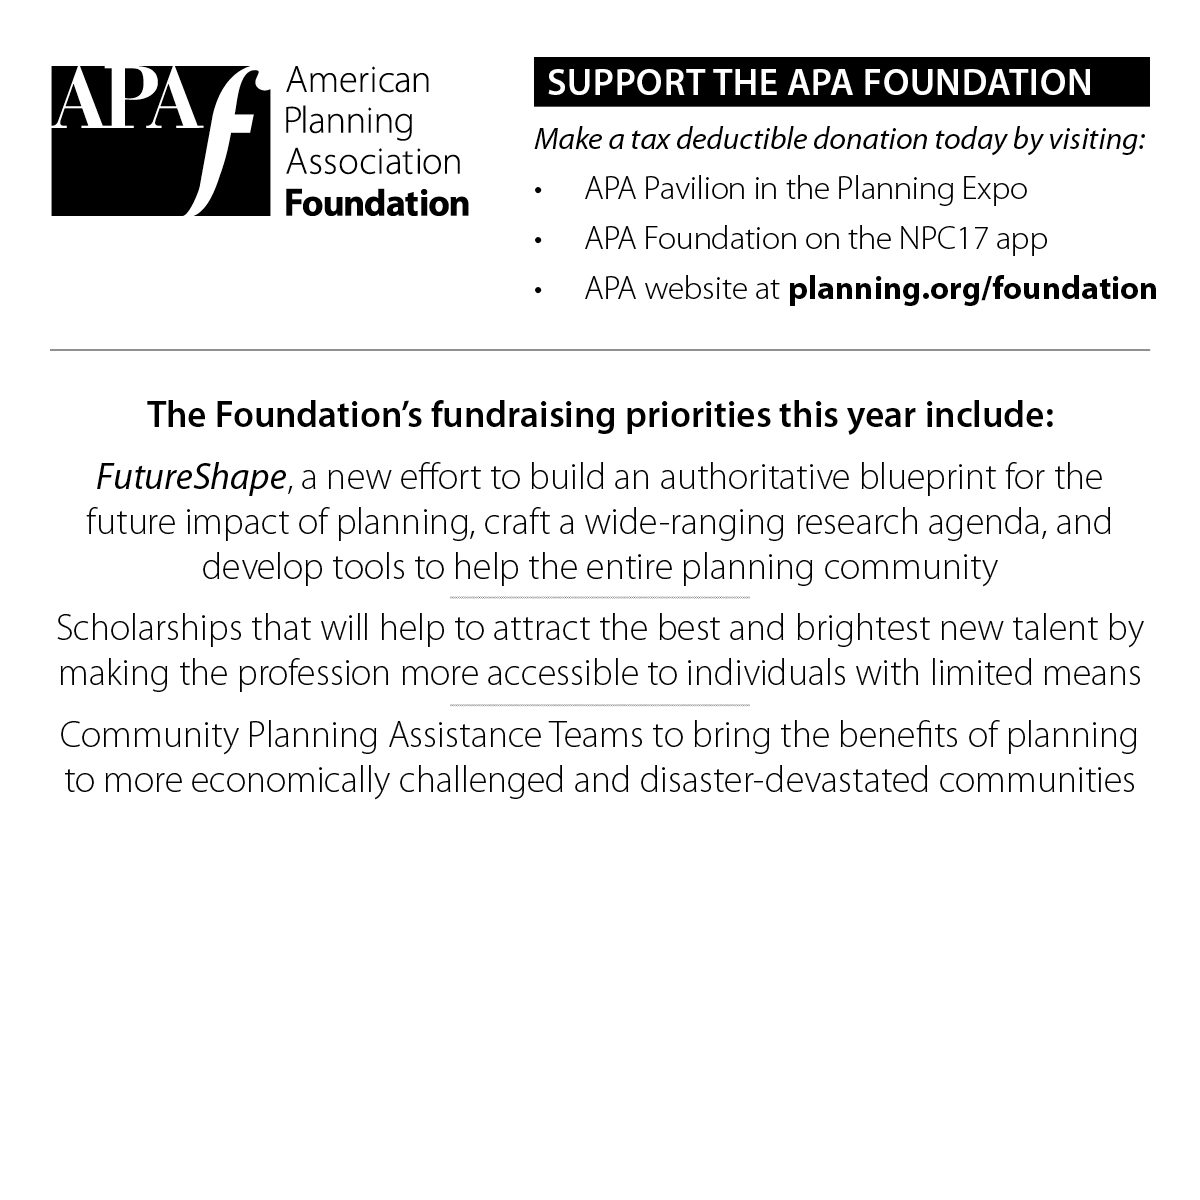 APAf
American
Planning
Association
Foundation
SUPPORT THE APA FOUNDATION
Make a tax deductible donation today by visiting:
• APA Pavilion in the Planning Expo
• APA Foundation on the NPC17 app
• APA website at planning.org/foundation
The Foundation’s fundraising priorities this year include:
FutureShape, a new effort to build an authoritative blueprint for the
future impact of planning, craft a wide-ranging research agenda, and
develop tools to help the entire planning community
Scholarships that will help to attract the best and brightest new talent by
making the profession more accessible to individuals with limited means
Community Planning Assistance Teams to bring the benefits of planning
to more economically challenged and disaster-devastated communities